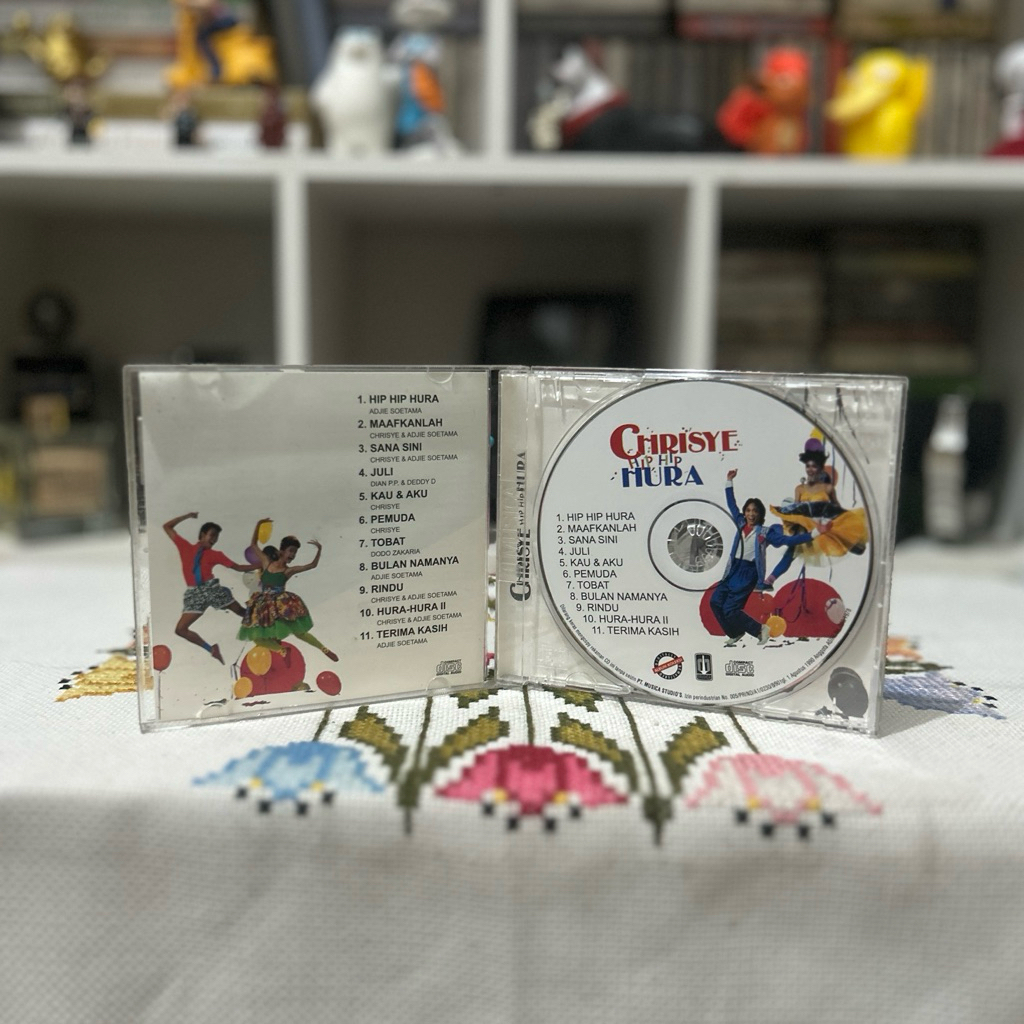 1. HIP HIP HURA
ADJIE SOETAMA
2. MAAFKANLAH
CHRISYE & ADJIE SOETAMA
3. SANA SINI
CHRISYE & ADJIE SOETAMA
4. JULI
DIAN P.P. & DEDDY D
5. KAU & AKU
CHRISYE
6. PEMUDA
CHRISYE
7. TOBAT
DODO ZAKARIA
8. BULAN NAMANYA
ADJIE SOETAMA
9. RINDU
CHRISYE & ADJIE SOETAMA
10. HURA-HURA II
CHRISYE & ADJIE SOETAMA
11. TERIMA KASIH
ADJIE SOETAMA
CHRISYE HIP HIP HURA
CHRISYE
HIP HIP
HURA
1. HIP HIP HURA
2. MAAFKANLAH
3. SANA SINI
4. JULI
5. KAU & AKU
6. PEMUDA
7. TOBAT
8. BULAN NAMANYA
9. RINDU
10. HURA-HURA II
11. TERIMA KASIH
DIGITAL AUDIO
PT. MUSICA STUDIO'S